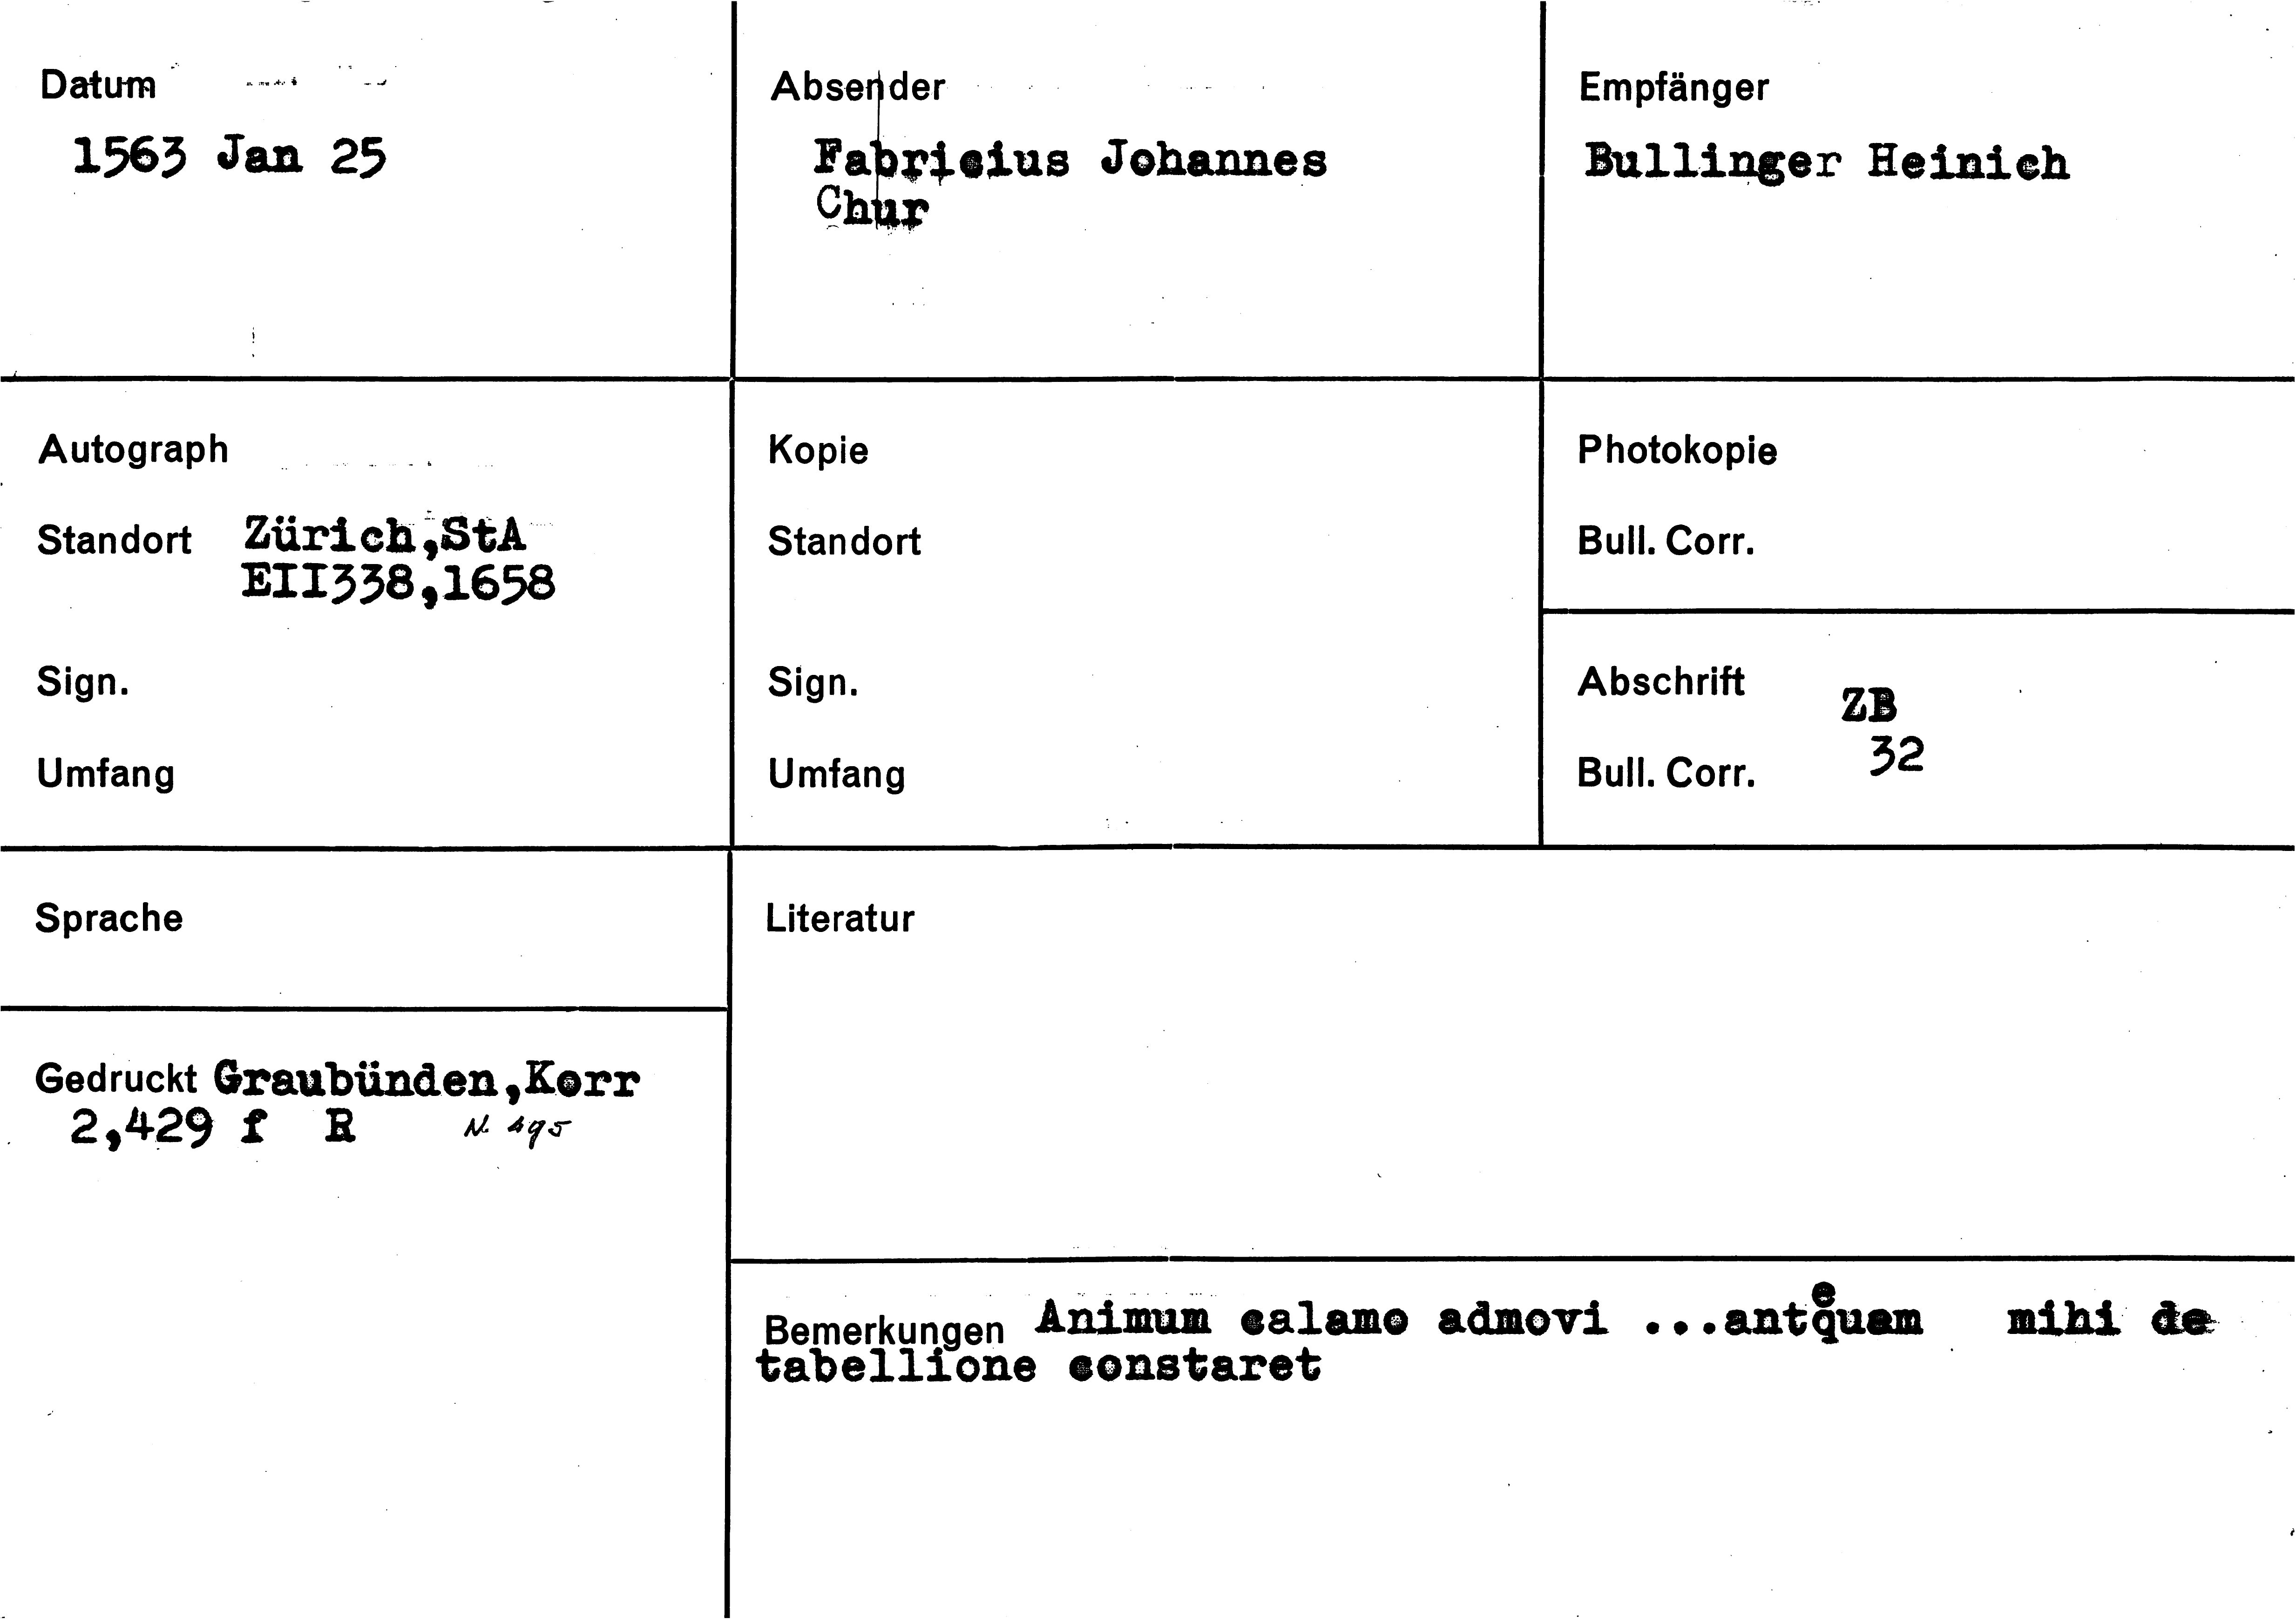 Datum
1563 Jan 25
Absender
Fabricius Johannes
Chur
Empfänger
Bullinger Heinich
Autograph
Standort Zürich,StA
EII338,1658
Sign.
Umfang
Kopie
Standort
Sign.
Umfang
Photokopie
Bull. Corr.
Abschrift ZB
Bull. Corr. 32
Sprache
Literatur
Gedruckt Graubünden,Korr
2,429 f R N. 495
Bemerkungen Animum calamo admovi ...antequam mihi de
tabellione constaret